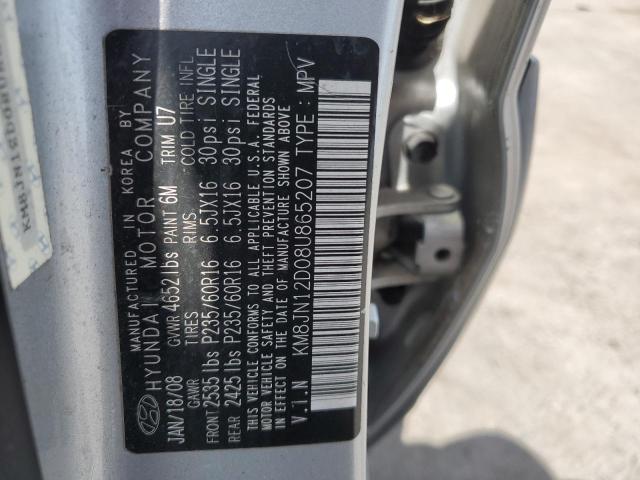 MANUFACTURED IN KOREA BY
HYUNDAI MOTOR COMPANY
JAN/18/08 GVWR 4652 lbs PAINT 6M TRIM U7
GAWR TIRES RIMS COLD TIRE INFL
FRONT 2535 lbs P235/60R16 6.5JX16 30psi SINGLE
REAR 2425 lbs P235/60R16 6.5JX16 30psi SINGLE
THIS VEHICLE CONFORMS TO ALL APPLICABLE U.S.A. FEDERAL
MOTOR VEHICLE SAFETY AND THEFT PREVENTION STANDARDS
IN EFFECT ON THE DATE OF MANUFACTURE SHOWN ABOVE
V.I.N KM8JN12D08U865207 TYPE : MPV